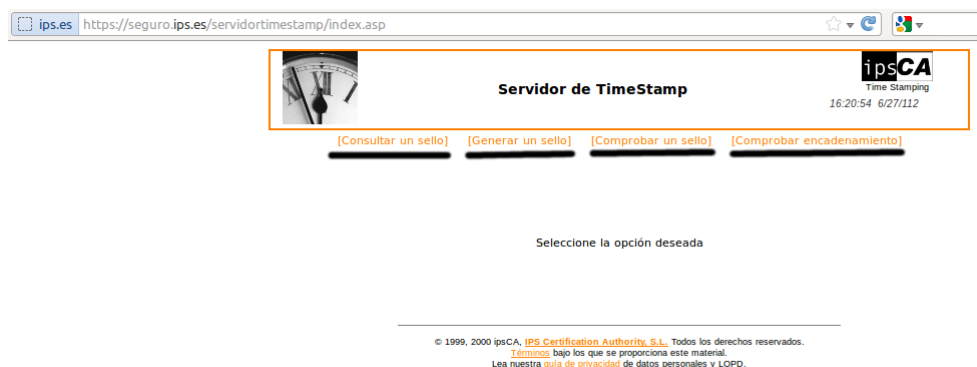 ips.es https://seguro.ips.es/servidortimestamp/index.asp
ipsCA
Servidor de TimeStamp
Time Stamping
16:20:54 6/27/112
[Consultar un sello] [Generar un sello] [Comprobar un sello] [Comprobar encadenamiento]
Seleccione la opción deseada
© 1999, 2000 ipsCA, IPS Certification Authority, S.L. Todos los derechos reservados.
Términos bajo los que se proporciona este material.
Lea nuestra guía de privacidad de datos personales y LOPD.